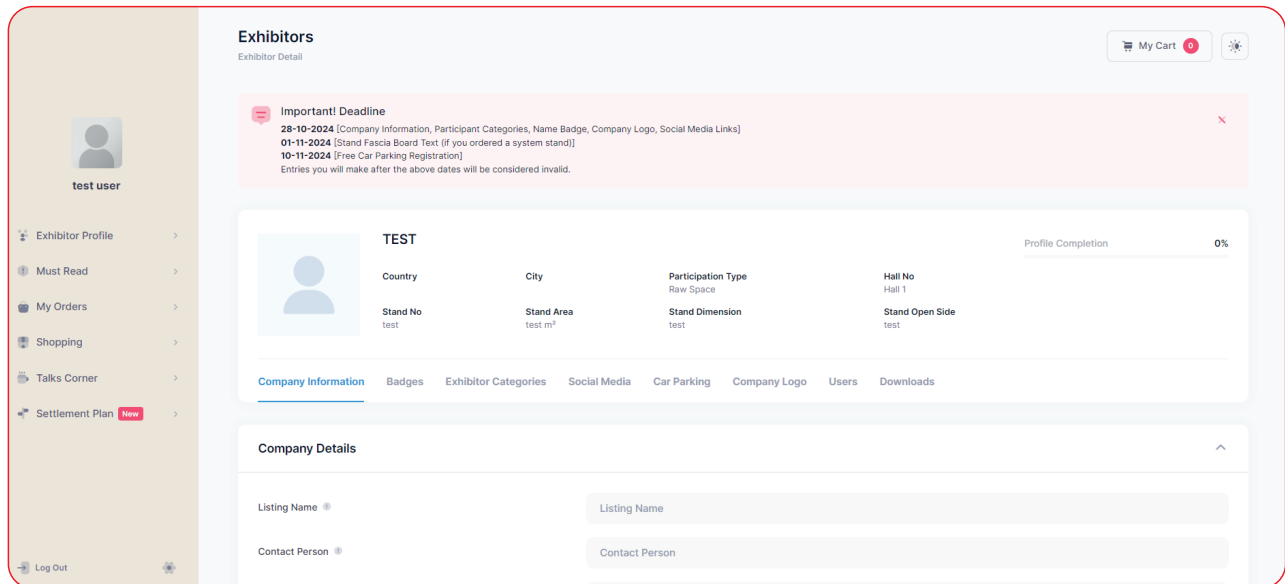 Exhibitors
Exhibitor Detail
My Cart 0
Important! Deadline
28-10-2024 [Company Information, Participant Categories, Name Badge, Company Logo, Social Media Links]
01-11-2024 [Stand Fascia Board Text (if you ordered a system stand)]
10-11-2024 [Free Car Parking Registration]
Entries you will make after the above dates will be considered invalid.
test user
Exhibitor Profile
Must Read
My Orders
Shopping
Talks Corner
Settlement Plan New
Log Out
TEST
Profile Completion 0%
Country City Participation Type Hall No
Raw Space Hall 1
Stand No Stand Area Stand Dimension Stand Open Side
test test m² test test
Company Information Badges Exhibitor Categories Social Media Car Parking Company Logo Users Downloads
Company Details
Listing Name Listing Name
Contact Person Contact Person